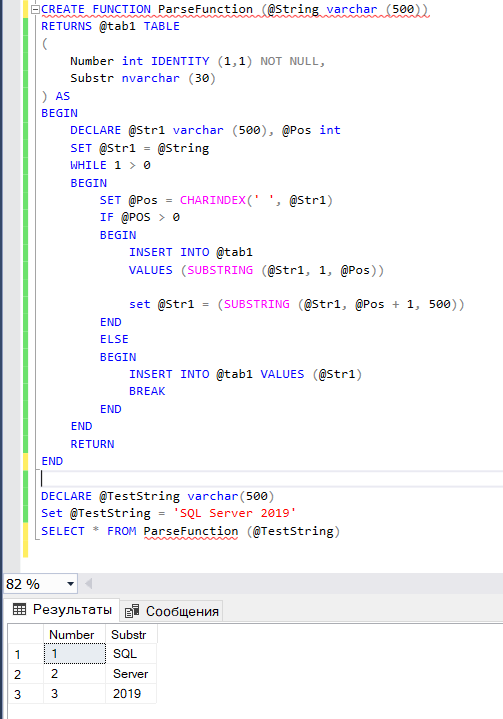 CREATE FUNCTION ParseFunction (@String varchar (500))
RETURNS @tab1 TABLE
(
    Number int IDENTITY (1,1) NOT NULL,
    Substr nvarchar (30)
) AS
BEGIN
    DECLARE @Str1 varchar (500), @Pos int
    SET @Str1 = @String
    WHILE 1 > 0
    BEGIN
        SET @Pos = CHARINDEX(' ', @Str1)
        IF @POS > 0
        BEGIN
            INSERT INTO @tab1
            VALUES (SUBSTRING (@Str1, 1, @Pos))
            set @Str1 = (SUBSTRING (@Str1, @Pos + 1, 500))
        END
        ELSE
        BEGIN
            INSERT INTO @tab1 VALUES (@Str1)
            BREAK
        END
    END
    RETURN
END
DECLARE @TestString varchar(500)
Set @TestString = 'SQL Server 2019'
SELECT * FROM ParseFunction (@TestString)
82 %
Результаты Сообщения
Number Substr
1 1 SQL
2 2 Server
3 3 2019